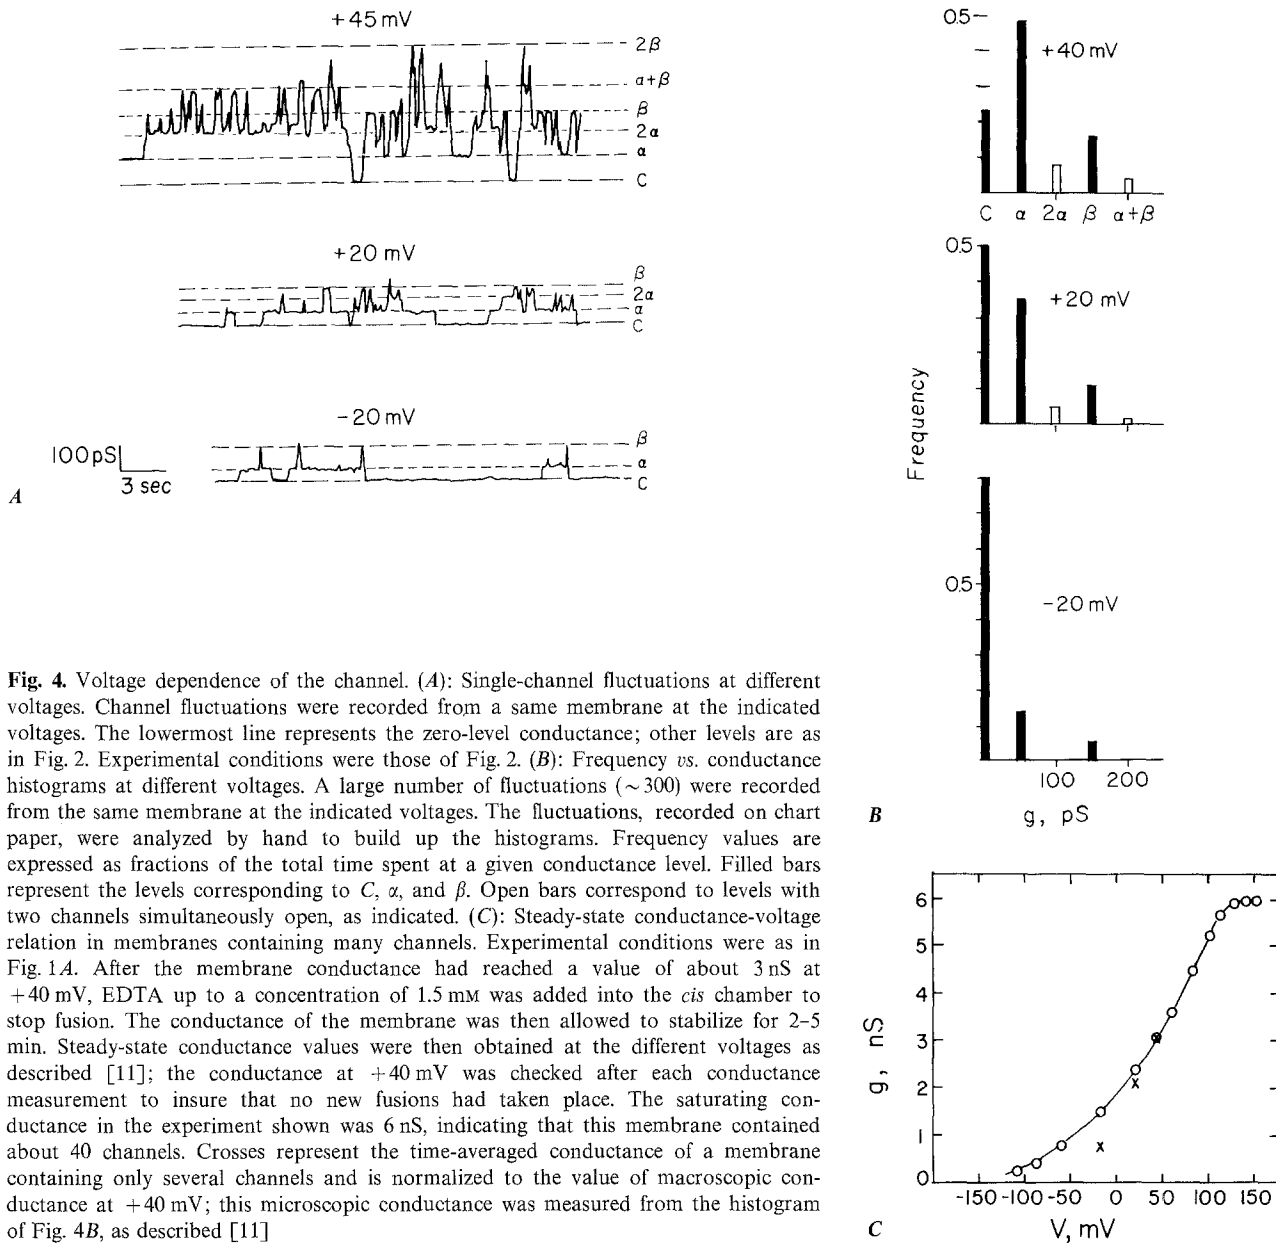 +45 mV
2β
α+β
β
2α
α
C
+20 mV
β
2α
α
C
-20 mV
β
α
C
100 pS
3 sec
A
0.5
+40 mV
C α 2α β α+β
0.5
+20 mV
Frequency
0.5
-20 mV
100 200
g, pS
B
6
5
4
3
2
1
0
g, nS
-150 -100 -50 0 50 100 150
V, mV
C
Fig. 4. Voltage dependence of the channel. (A): Single-channel fluctuations at different
voltages. Channel fluctuations were recorded from a same membrane at the indicated
voltages. The lowermost line represents the zero-level conductance; other levels are as
in Fig. 2. Experimental conditions were those of Fig. 2. (B): Frequency vs. conductance
histograms at different voltages. A large number of fluctuations (~300) were recorded
from the same membrane at the indicated voltages. The fluctuations, recorded on chart
paper, were analyzed by hand to build up the histograms. Frequency values are
expressed as fractions of the total time spent at a given conductance level. Filled bars
represent the levels corresponding to C, α, and β. Open bars correspond to levels with
two channels simultaneously open, as indicated. (C): Steady-state conductance-voltage
relation in membranes containing many channels. Experimental conditions were as in
Fig. 1A. After the membrane conductance had reached a value of about 3 nS at
+40 mV, EDTA up to a concentration of 1.5 mM was added into the cis chamber to
stop fusion. The conductance of the membrane was then allowed to stabilize for 2–5
min. Steady-state conductance values were then obtained at the different voltages as
described [11]; the conductance at +40 mV was checked after each conductance
measurement to insure that no new fusions had taken place. The saturating con-
ductance in the experiment shown was 6 nS, indicating that this membrane contained
about 40 channels. Crosses represent the time-averaged conductance of a membrane
containing only several channels and is normalized to the value of macroscopic con-
ductance at +40 mV; this microscopic conductance was measured from the histogram
of Fig. 4B, as described [11]